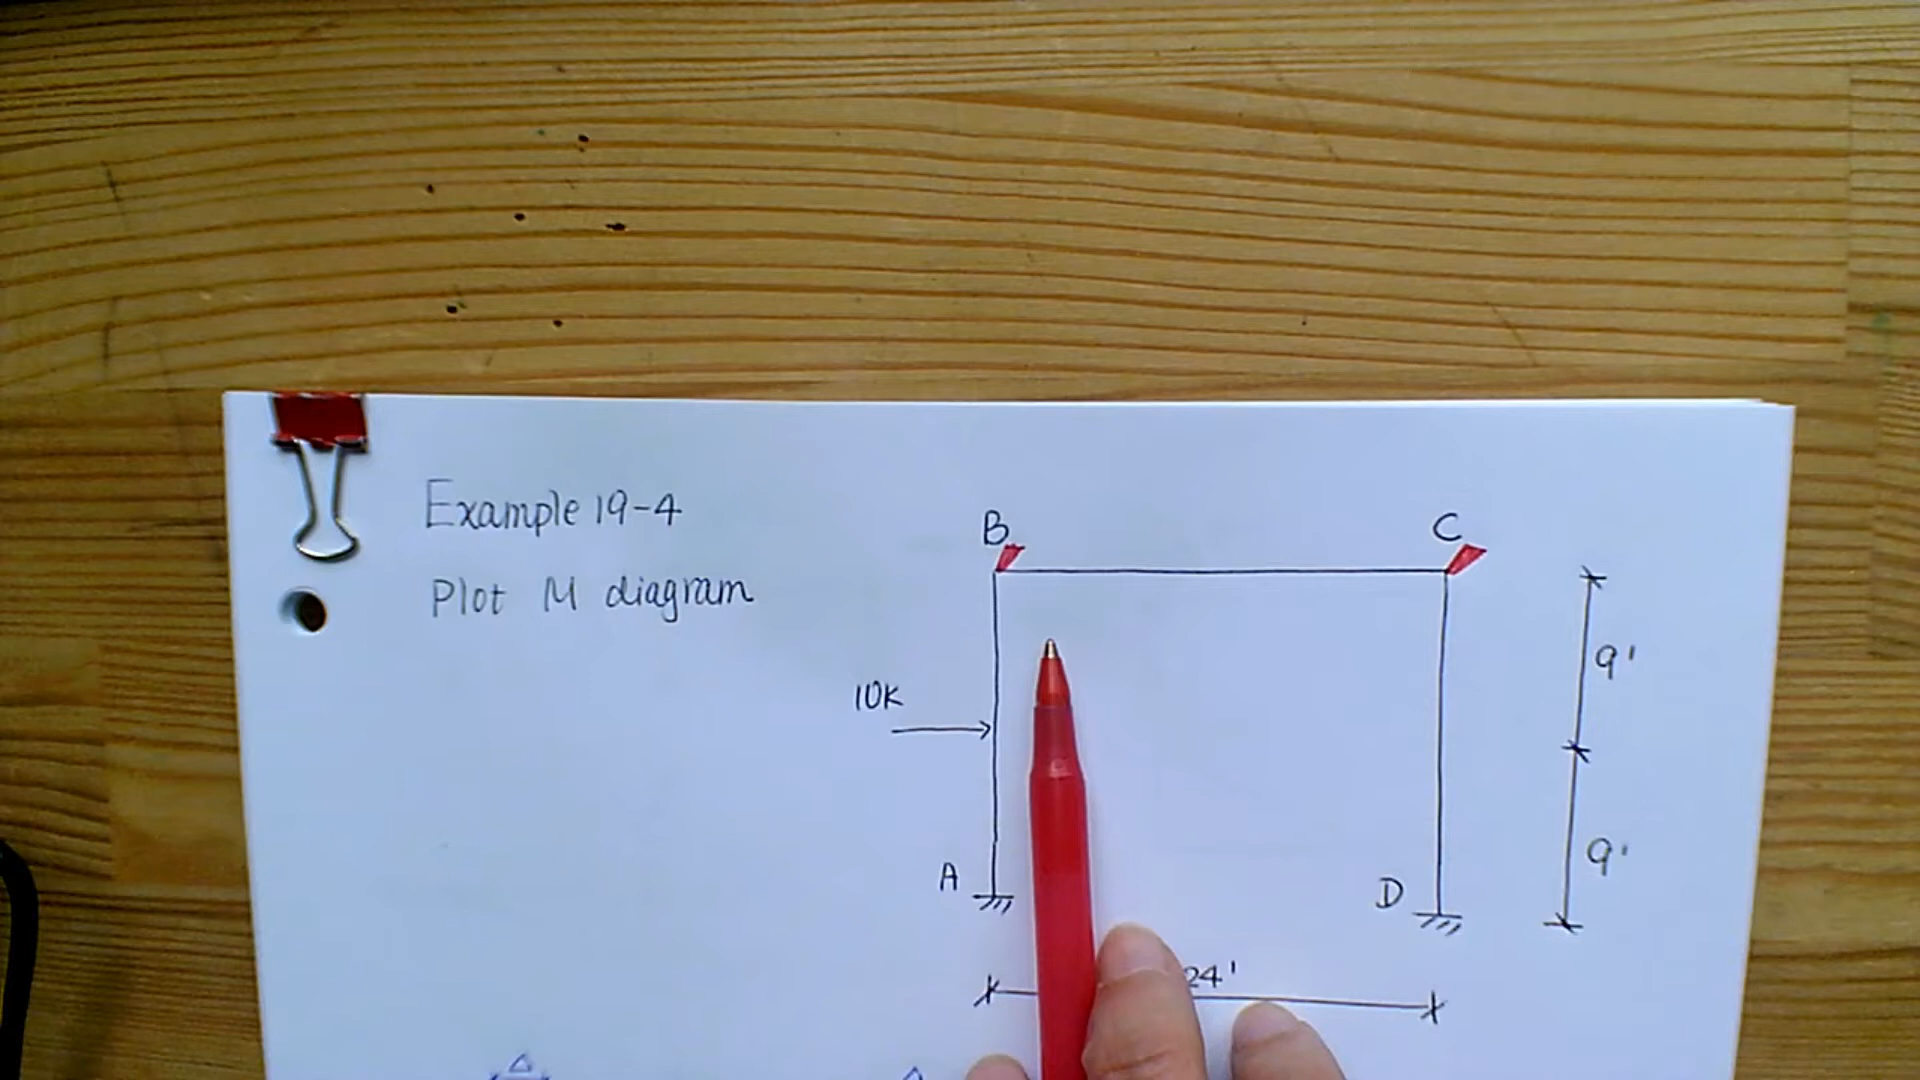 Example 19-4
Plot M diagram
B
C
10K
9'
A
D
9'
24'
Δ
Δ